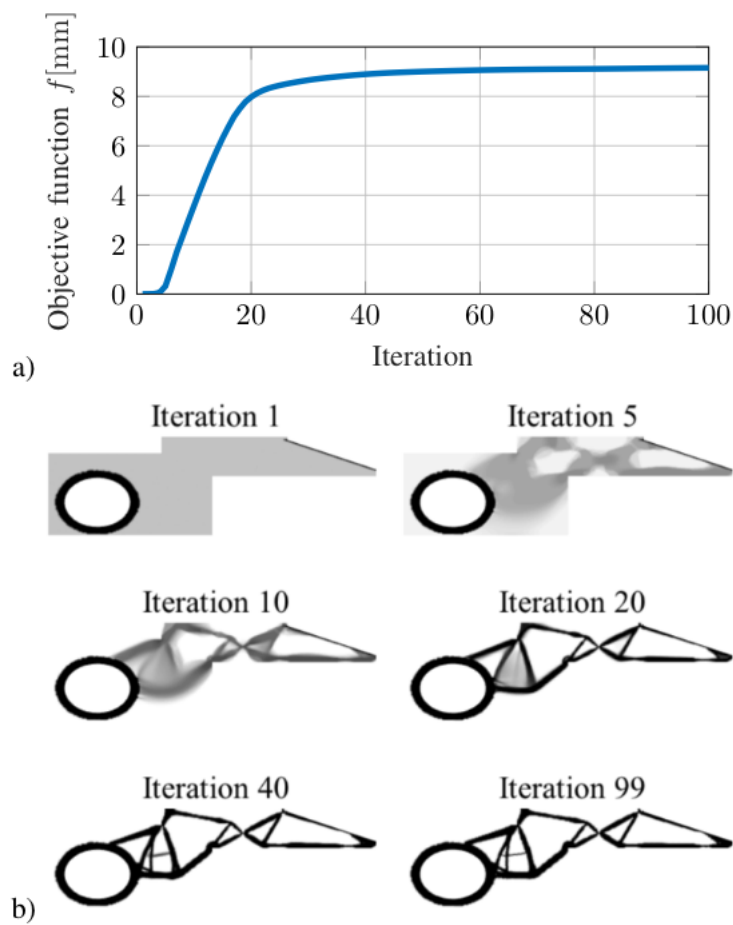 Objective function f [mm]
10
8
6
4
2
0
0 20 40 60 80 100
Iteration
a)
Iteration 1 Iteration 5
Iteration 10 Iteration 20
Iteration 40 Iteration 99
b)